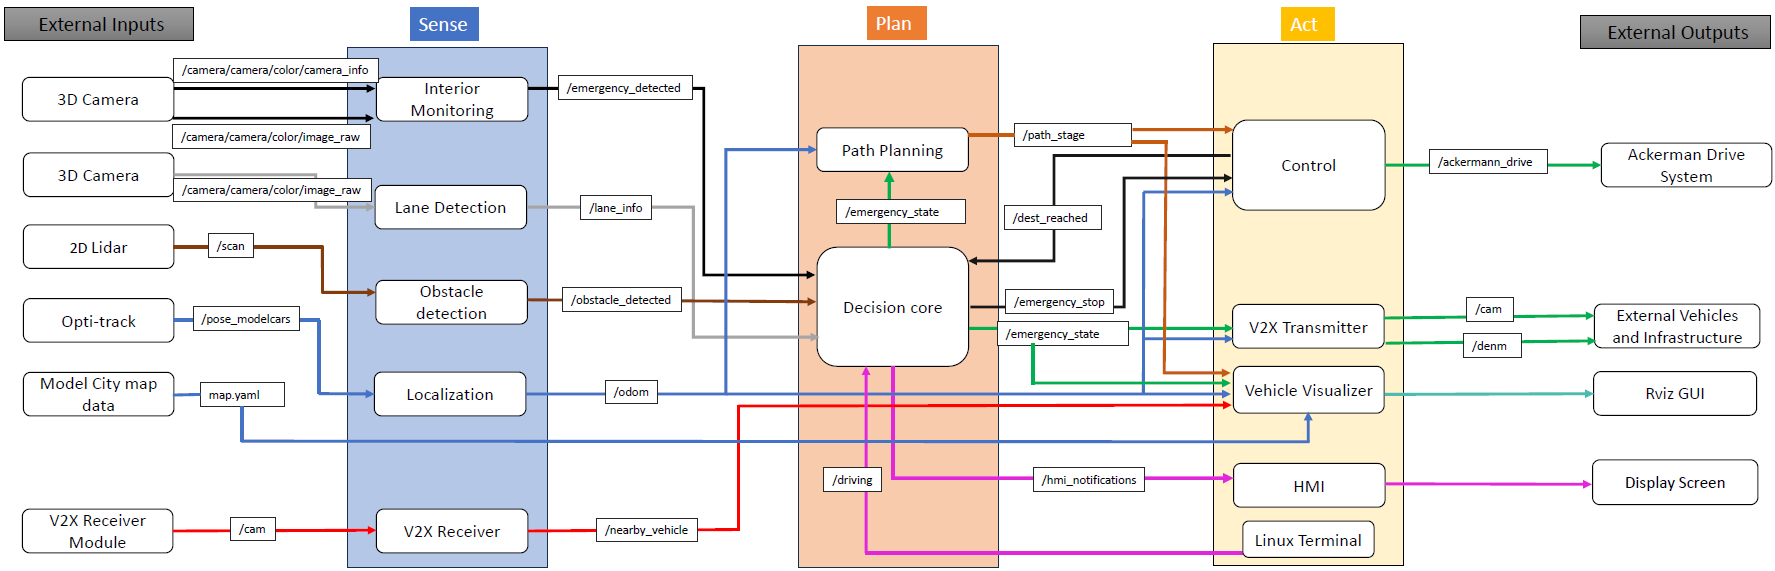 External Inputs
Sense
Plan
Act
External Outputs
/camera/camera/color/camera_info
3D Camera
/camera/camera/color/image_raw
Interior
Monitoring
/emergency_detected
3D Camera
/camera/camera/color/image_raw
Lane Detection
/lane_info
2D Lidar
/scan
Obstacle
detection
/obstacle_detected
Opti-track
/pose_modelcars
Model City map
data
map.yaml
Localization
/odom
V2X Receiver
Module
/cam
V2X Receiver
/nearby_vehicle
Path Planning
/path_stage
/emergency_state
/dest_reached
Decision core
/emergency_stop
/emergency_state
/driving
/hmi_notifications
Control
/ackermann_drive
Ackerman Drive
System
V2X Transmitter
/cam
/denm
External Vehicles
and Infrastructure
Vehicle Visualizer
Rviz GUI
HMI
Display Screen
Linux Terminal